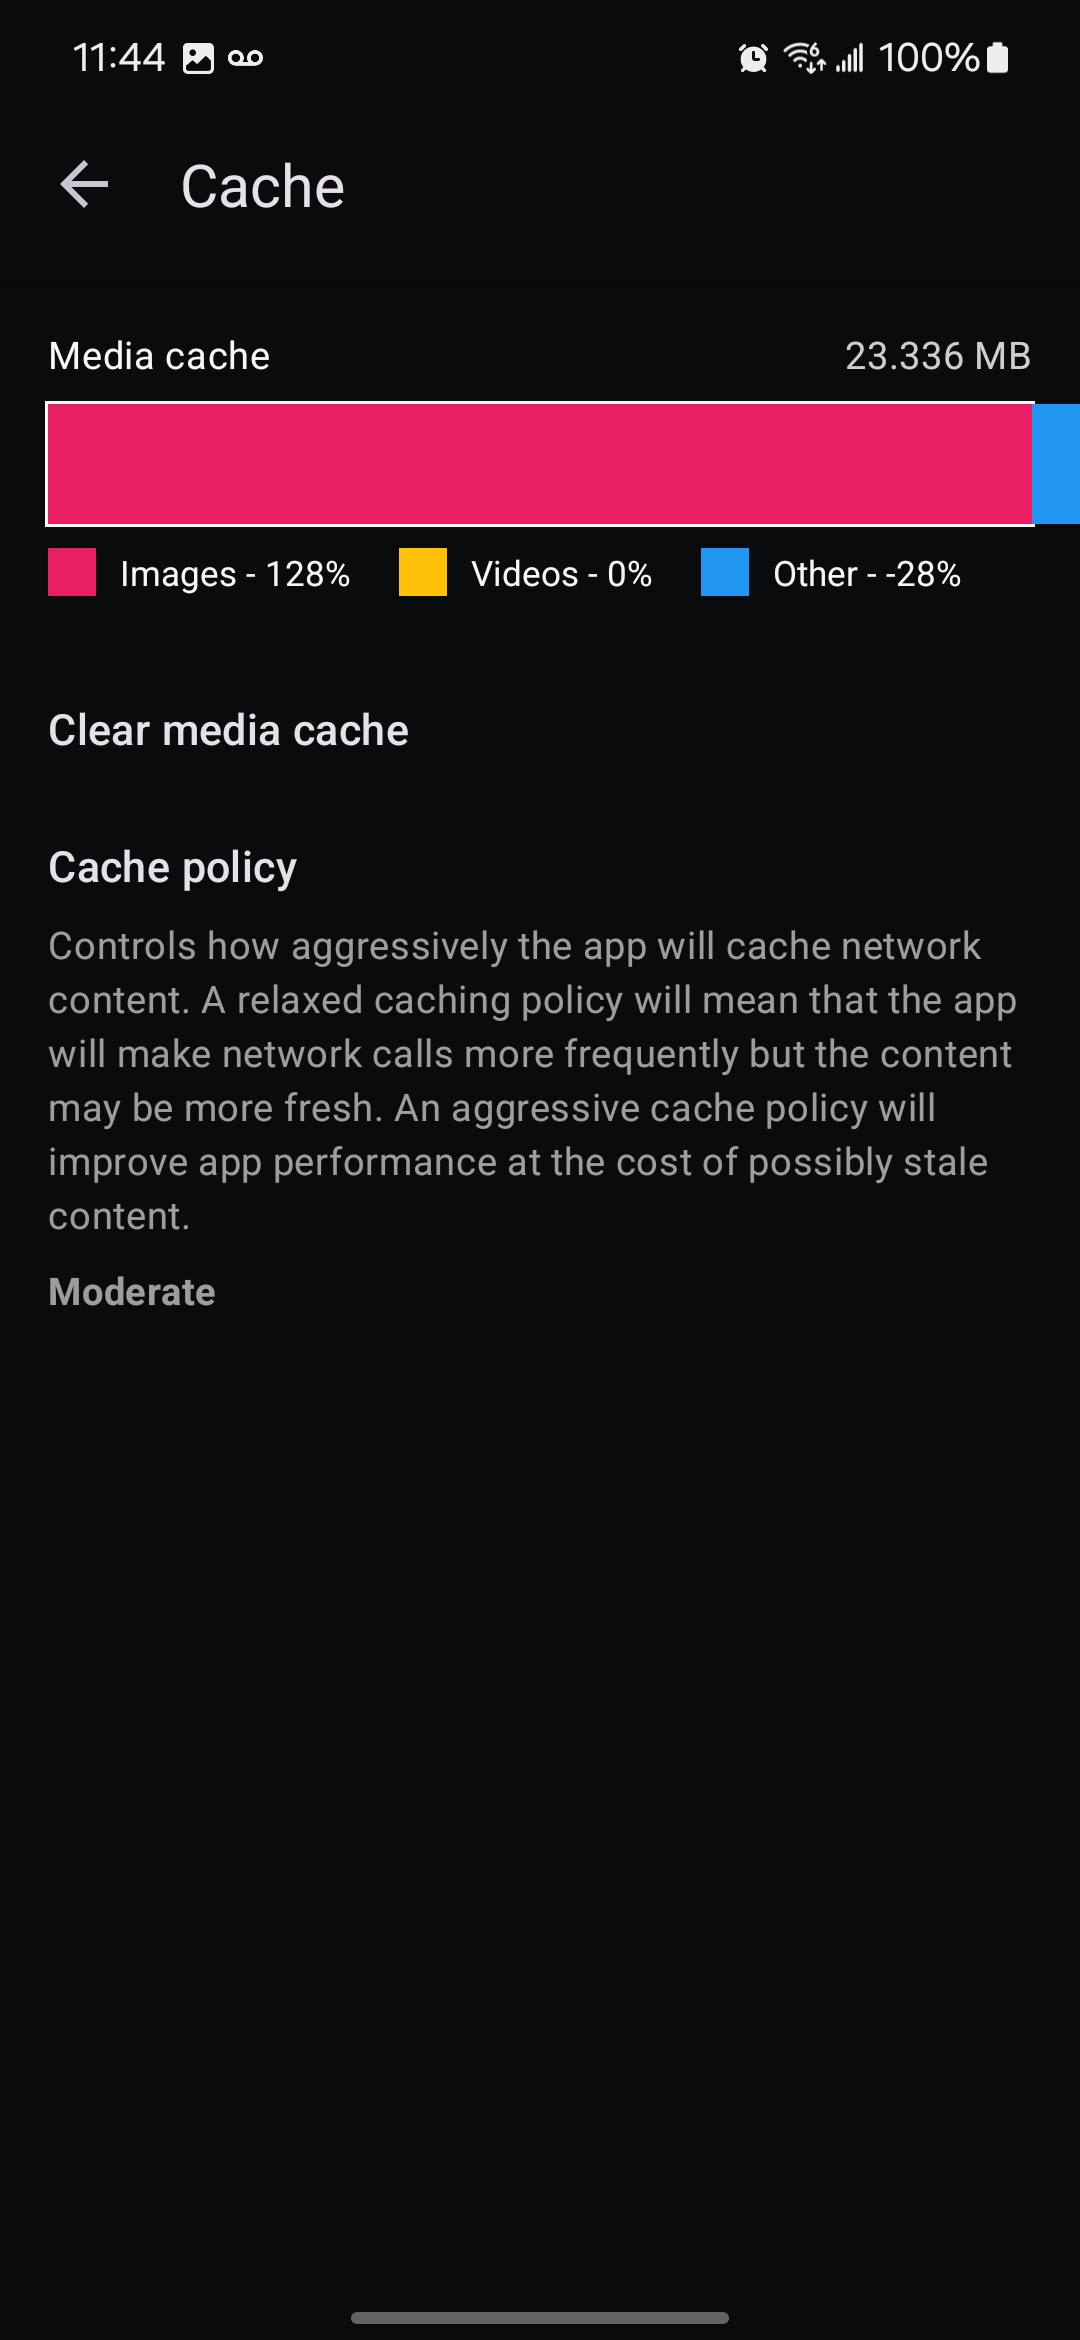 11:44 100%
Cache
Media cache 23.336 MB
Images - 128% Videos - 0% Other - -28%
Clear media cache
Cache policy
Controls how aggressively the app will cache network
content. A relaxed caching policy will mean that the app
will make network calls more frequently but the content
may be more fresh. An aggressive cache policy will
improve app performance at the cost of possibly stale
content.
Moderate